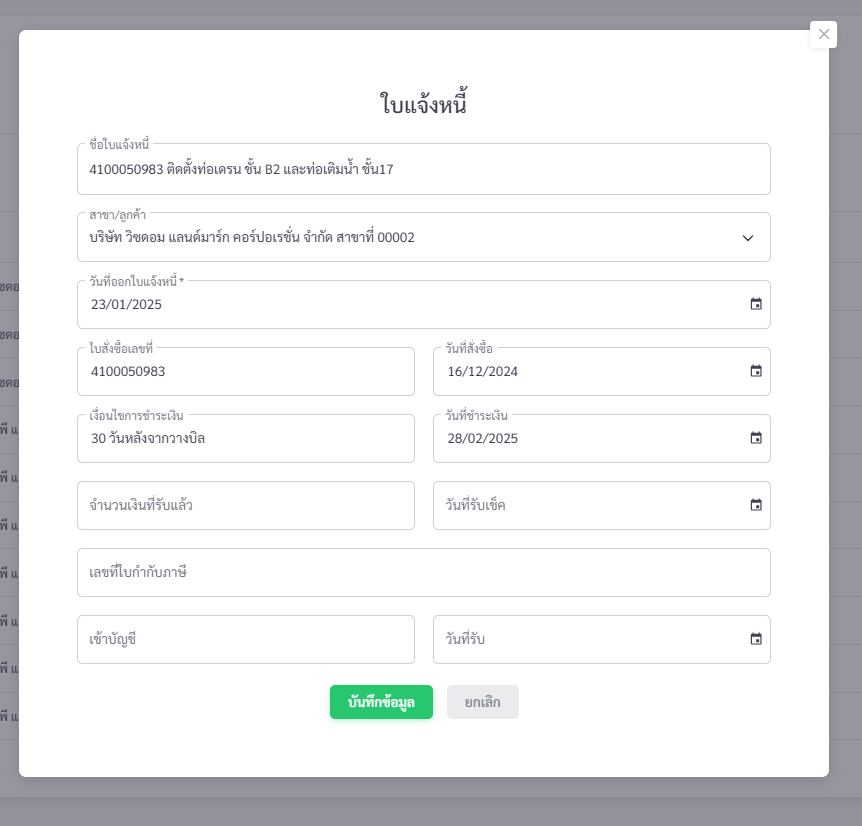 ใบแจ้งหนี้
ชื่อใบแจ้งหนี้
4100050983 ติดตั้งท่อเดรน ชั้น B2 และท่อเติมน้ำ ชั้น17
สาขา/ลูกค้า
บริษัท วิซดอม แลนด์มาร์ก คอร์ปอเรชั่น จำกัด สาขาที่ 00002
วันที่ออกใบแจ้งหนี้ *
23/01/2025
ใบสั่งซื้อเลขที่
4100050983
วันที่สั่งซื้อ
16/12/2024
เงื่อนไขการชำระเงิน
30 วันหลังจากวางบิล
วันที่ชำระเงิน
28/02/2025
จำนวนเงินที่รับแล้ว
วันที่รับเช็ค
เลขที่ใบกำกับภาษี
เข้าบัญชี
วันที่รับ
บันทึกข้อมูล
ยกเลิก